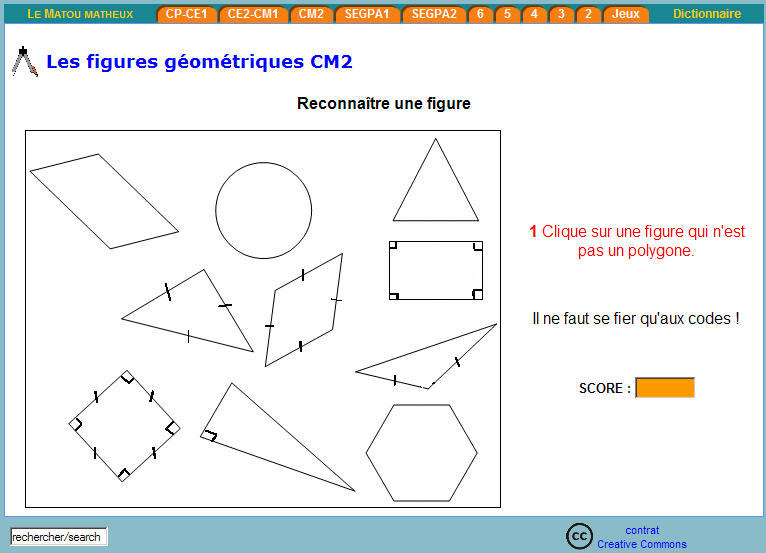 LE MATOU MATHEUX CP-CE1 CE2-CM1 CM2 SEGPA1 SEGPA2 6 5 4 3 2 Jeux Dictionnaire
Les figures géométriques CM2
Reconnaître une figure
1 Clique sur une figure qui n'est
pas un polygone.
Il ne faut se fier qu'aux codes !
SCORE :
rechercher/search
cc
contrat
Creative Commons